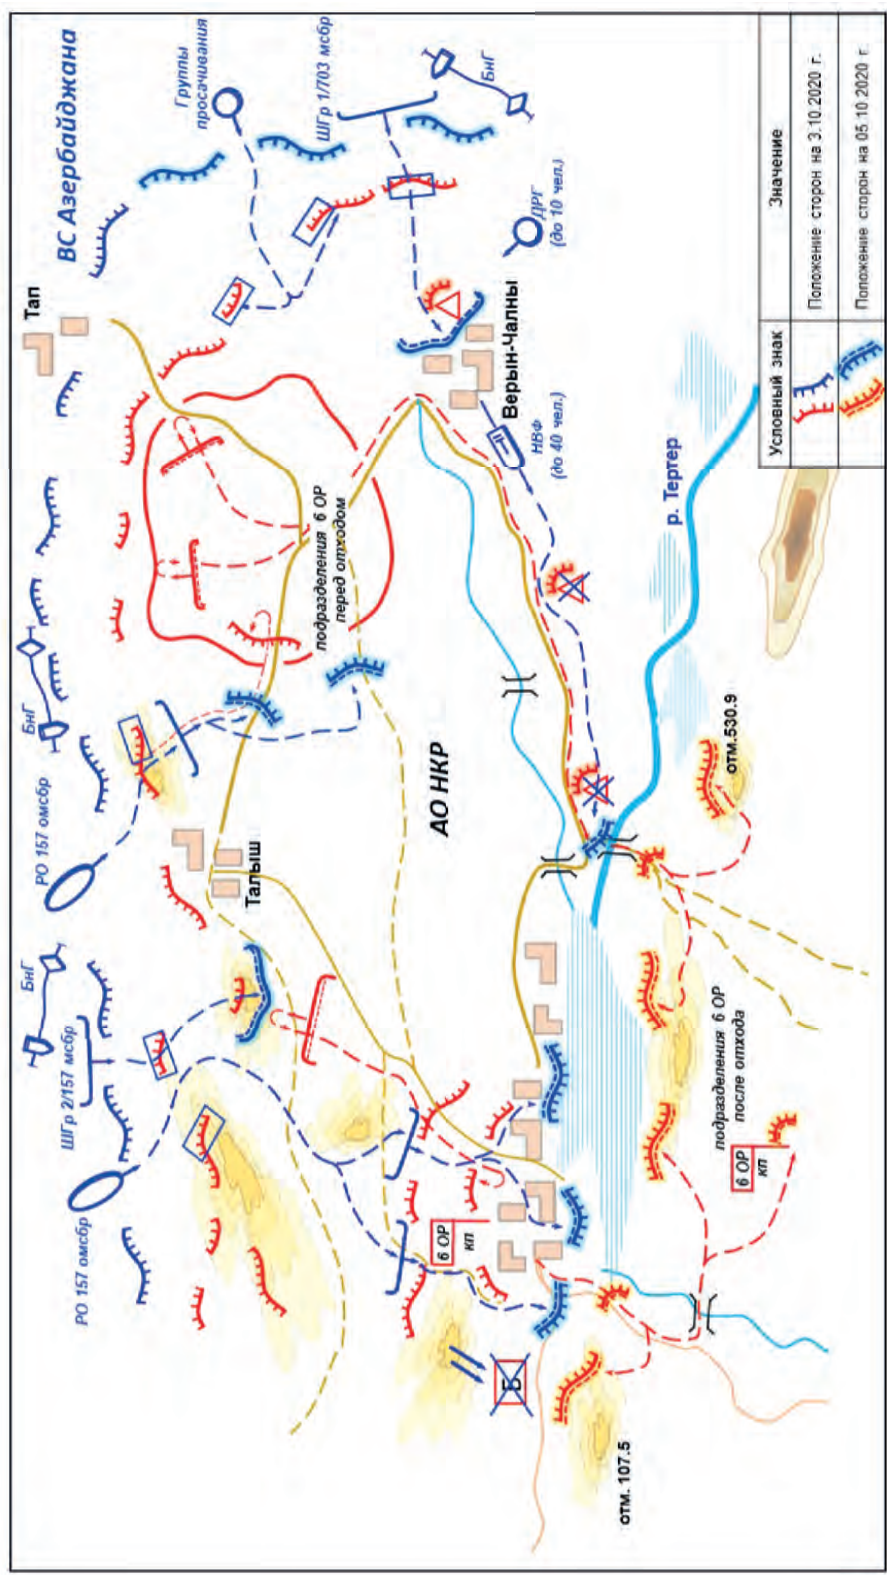 ВС Азербайджана
Группы
просачивания
ШГр 1/703 мсбр
БнГ
ДРГ
(до 10 чел.)
Тап
Верын-Чалны
НВФ
(до 40 чел.)
подразделения 6 ОР
перед отходом
БнГ
РО 157 омсбр
Талыш
АО НКР
р. Тертер
отм.530.9
БнГ
ШГр 2/157 мсбр
РО 157 омсбр
6 ОР
кп
Б
отм. 107.5
подразделения 6 ОР
после отхода
6 ОР
кп
Условный знак
Значение
Положение сторон на 3.10.2020 г.
Положение сторон на 05.10.2020 г.